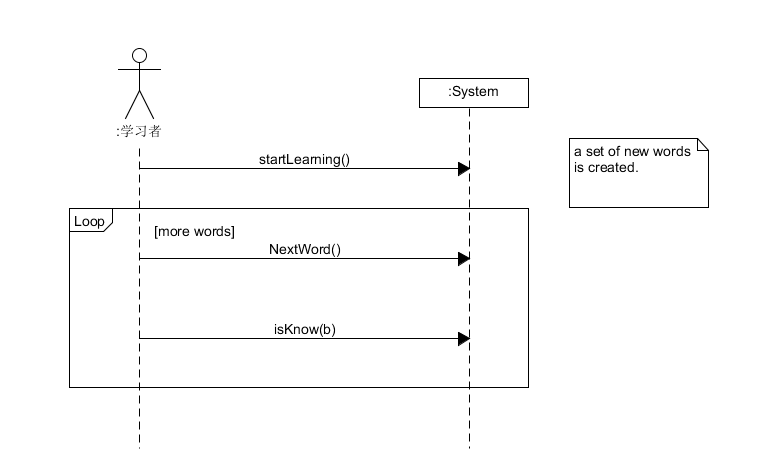 :System
:学习者
a set of new words
is created.
startLearning()
Loop
[more words]
NextWord()
isKnow(b)